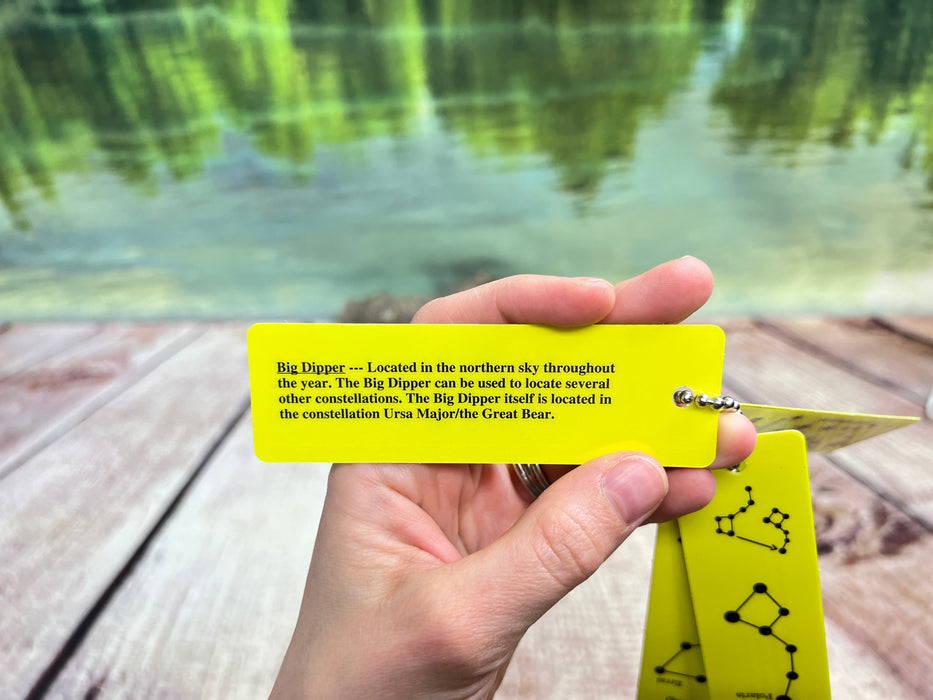 Big Dipper --- Located in the northern sky throughout
the year. The Big Dipper can be used to locate several
other constellations. The Big Dipper itself is located in
the constellation Ursa Major/the Great Bear.
Polaris